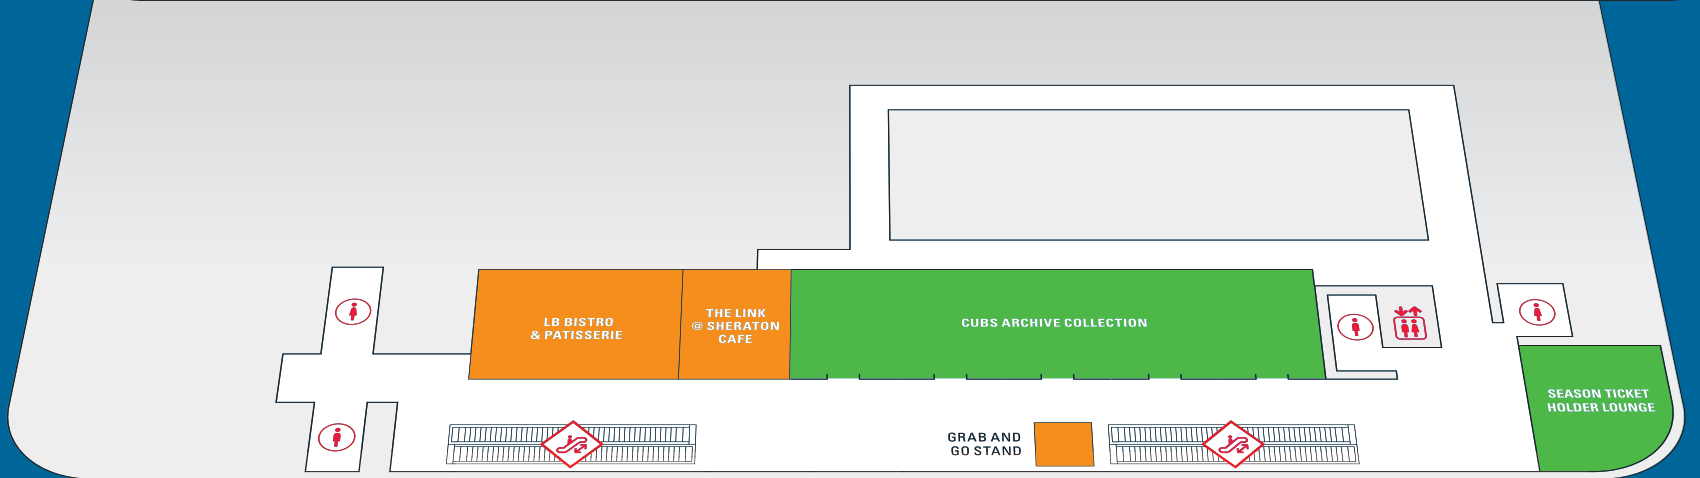 LB BISTRO
& PATISSERIE
THE LINK
@ SHERATON
CAFE
CUBS ARCHIVE COLLECTION
SEASON TICKET
HOLDER LOUNGE
GRAB AND
GO STAND